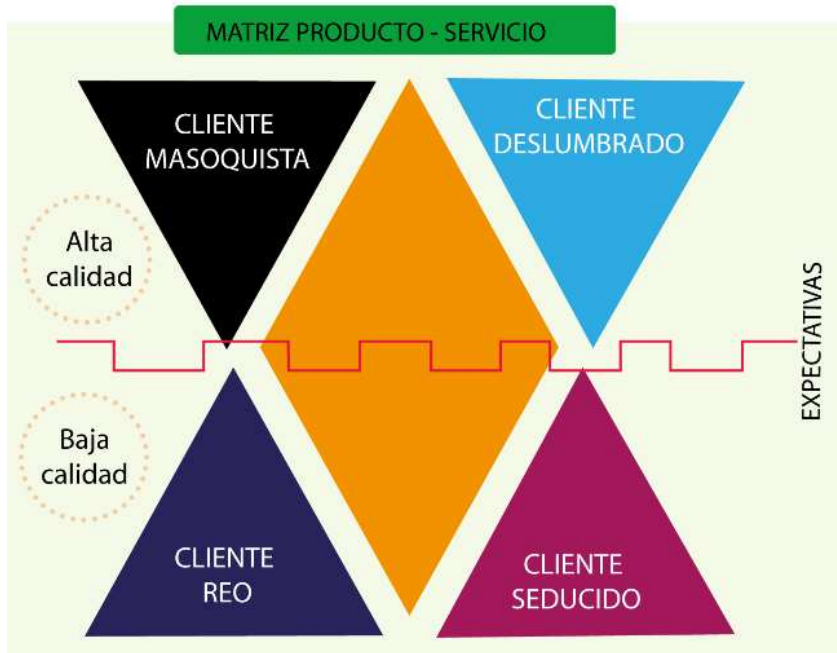 MATRIZ PRODUCTO - SERVICIO
CLIENTE
MASOQUISTA
CLIENTE
DESLUMBRADO
Alta
calidad
EXPECTATIVAS
Baja
calidad
CLIENTE
REO
CLIENTE
SEDUCIDO